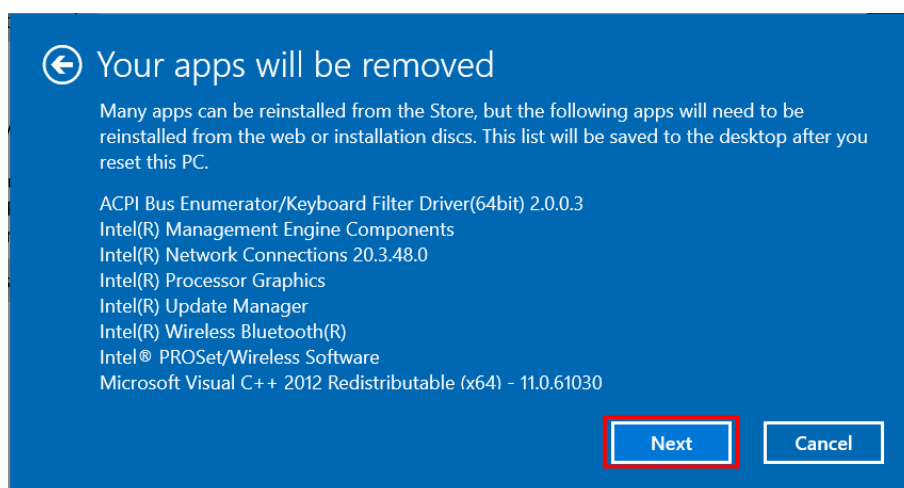 Your apps will be removed
Many apps can be reinstalled from the Store, but the following apps will need to be
reinstalled from the web or installation discs. This list will be saved to the desktop after you
reset this PC.
ACPI Bus Enumerator/Keyboard Filter Driver(64bit) 2.0.0.3
Intel(R) Management Engine Components
Intel(R) Network Connections 20.3.48.0
Intel(R) Processor Graphics
Intel(R) Update Manager
Intel(R) Wireless Bluetooth(R)
Intel® PROSet/Wireless Software
Microsoft Visual C++ 2012 Redistributable (x64) - 11.0.61030
Next
Cancel